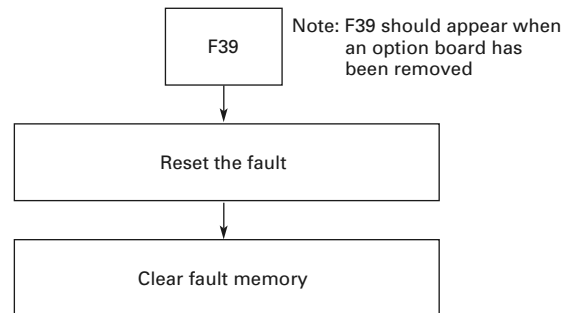 F39
Note: F39 should appear when
an option board has
been removed
Reset the fault
Clear fault memory